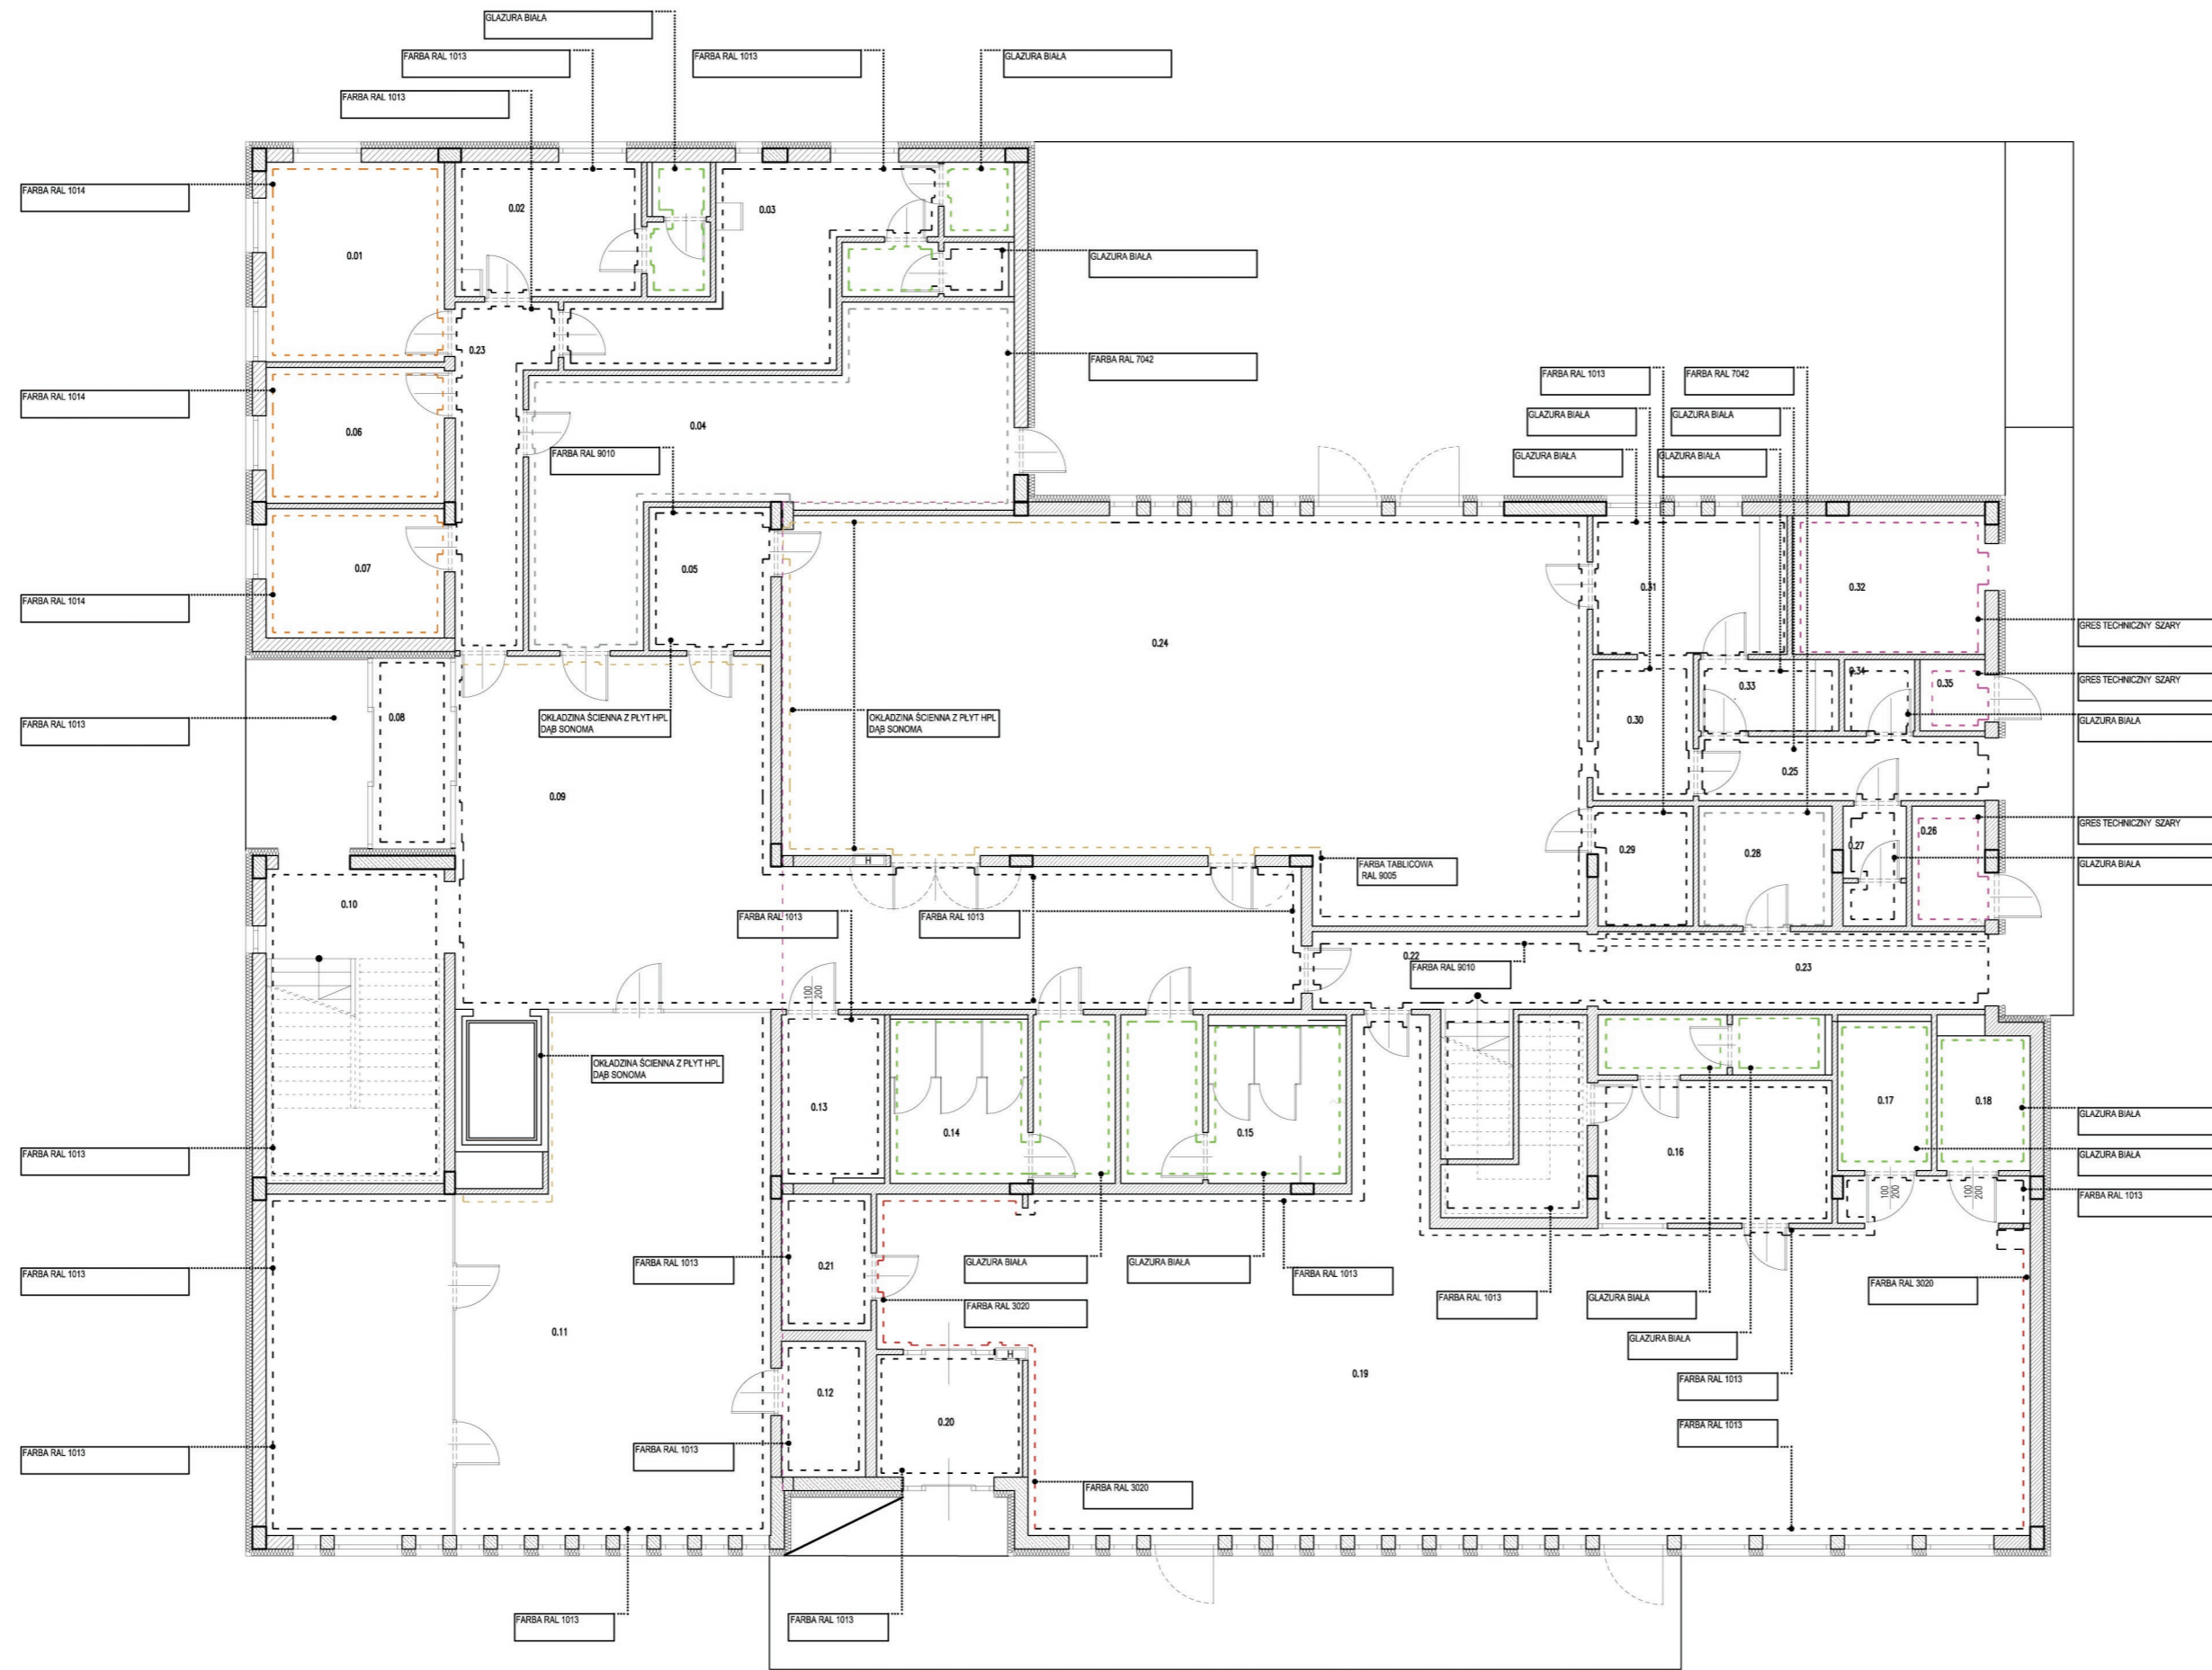 GLAZURA BIAŁA
FARBA RAL 1013
FARBA RAL 1013
GLAZURA BIAŁA
FARBA RAL 1013
FARBA RAL 1014
0.02
0.03
0.01
GLAZURA BIAŁA
0.23
FARBA RAL 7042
FARBA RAL 1013
FARBA RAL 7042
FARBA RAL 1014
GLAZURA BIAŁA
GLAZURA BIAŁA
0.06
0.04
FARBA RAL 9010
GLAZURA BIAŁA
GLAZURA BIAŁA
0.07
0.05
0.31
0.32
FARBA RAL 1014
GRES TECHNICZNY SZARY
0.24
GRES TECHNICZNY SZARY
0.33
0.34
0.35
FARBA RAL 1013
0.08
OKŁADZINA ŚCIENNA Z PŁYT HPL
DĄB SONOMA
OKŁADZINA ŚCIENNA Z PŁYT HPL
DĄB SONOMA
0.30
GLAZURA BIAŁA
0.25
0.09
GRES TECHNICZNY SZARY
0.29
0.28
0.27
0.26
H
FARBA TABLICOWA
RAL 9005
GLAZURA BIAŁA
0.10
FARBA RAL 1013
FARBA RAL 1013
0.22
FARBA RAL 9010
0.23
100
200
OKŁADZINA ŚCIENNA Z PŁYT HPL
DĄB SONOMA
0.13
0.14
0.15
0.17
0.18
GLAZURA BIAŁA
FARBA RAL 1013
0.16
GLAZURA BIAŁA
100
200
100
200
FARBA RAL 1013
FARBA RAL 1013
FARBA RAL 1013
0.21
GLAZURA BIAŁA
GLAZURA BIAŁA
FARBA RAL 1013
FARBA RAL 3020
FARBA RAL 1013
GLAZURA BIAŁA
FARBA RAL 3020
0.11
GLAZURA BIAŁA
H
0.19
FARBA RAL 1013
0.12
0.20
FARBA RAL 1013
FARBA RAL 1013
FARBA RAL 1013
FARBA RAL 3020
FARBA RAL 1013
FARBA RAL 1013